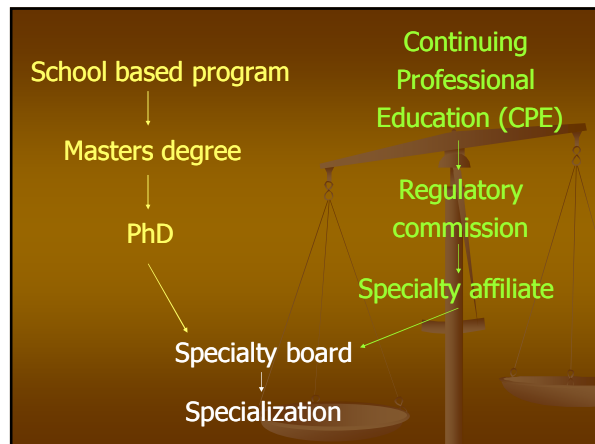 School based program
Masters degree
PhD
Continuing
Professional
Education (CPE)
Regulatory
commission
Specialty affiliate
Specialty board
Specialization